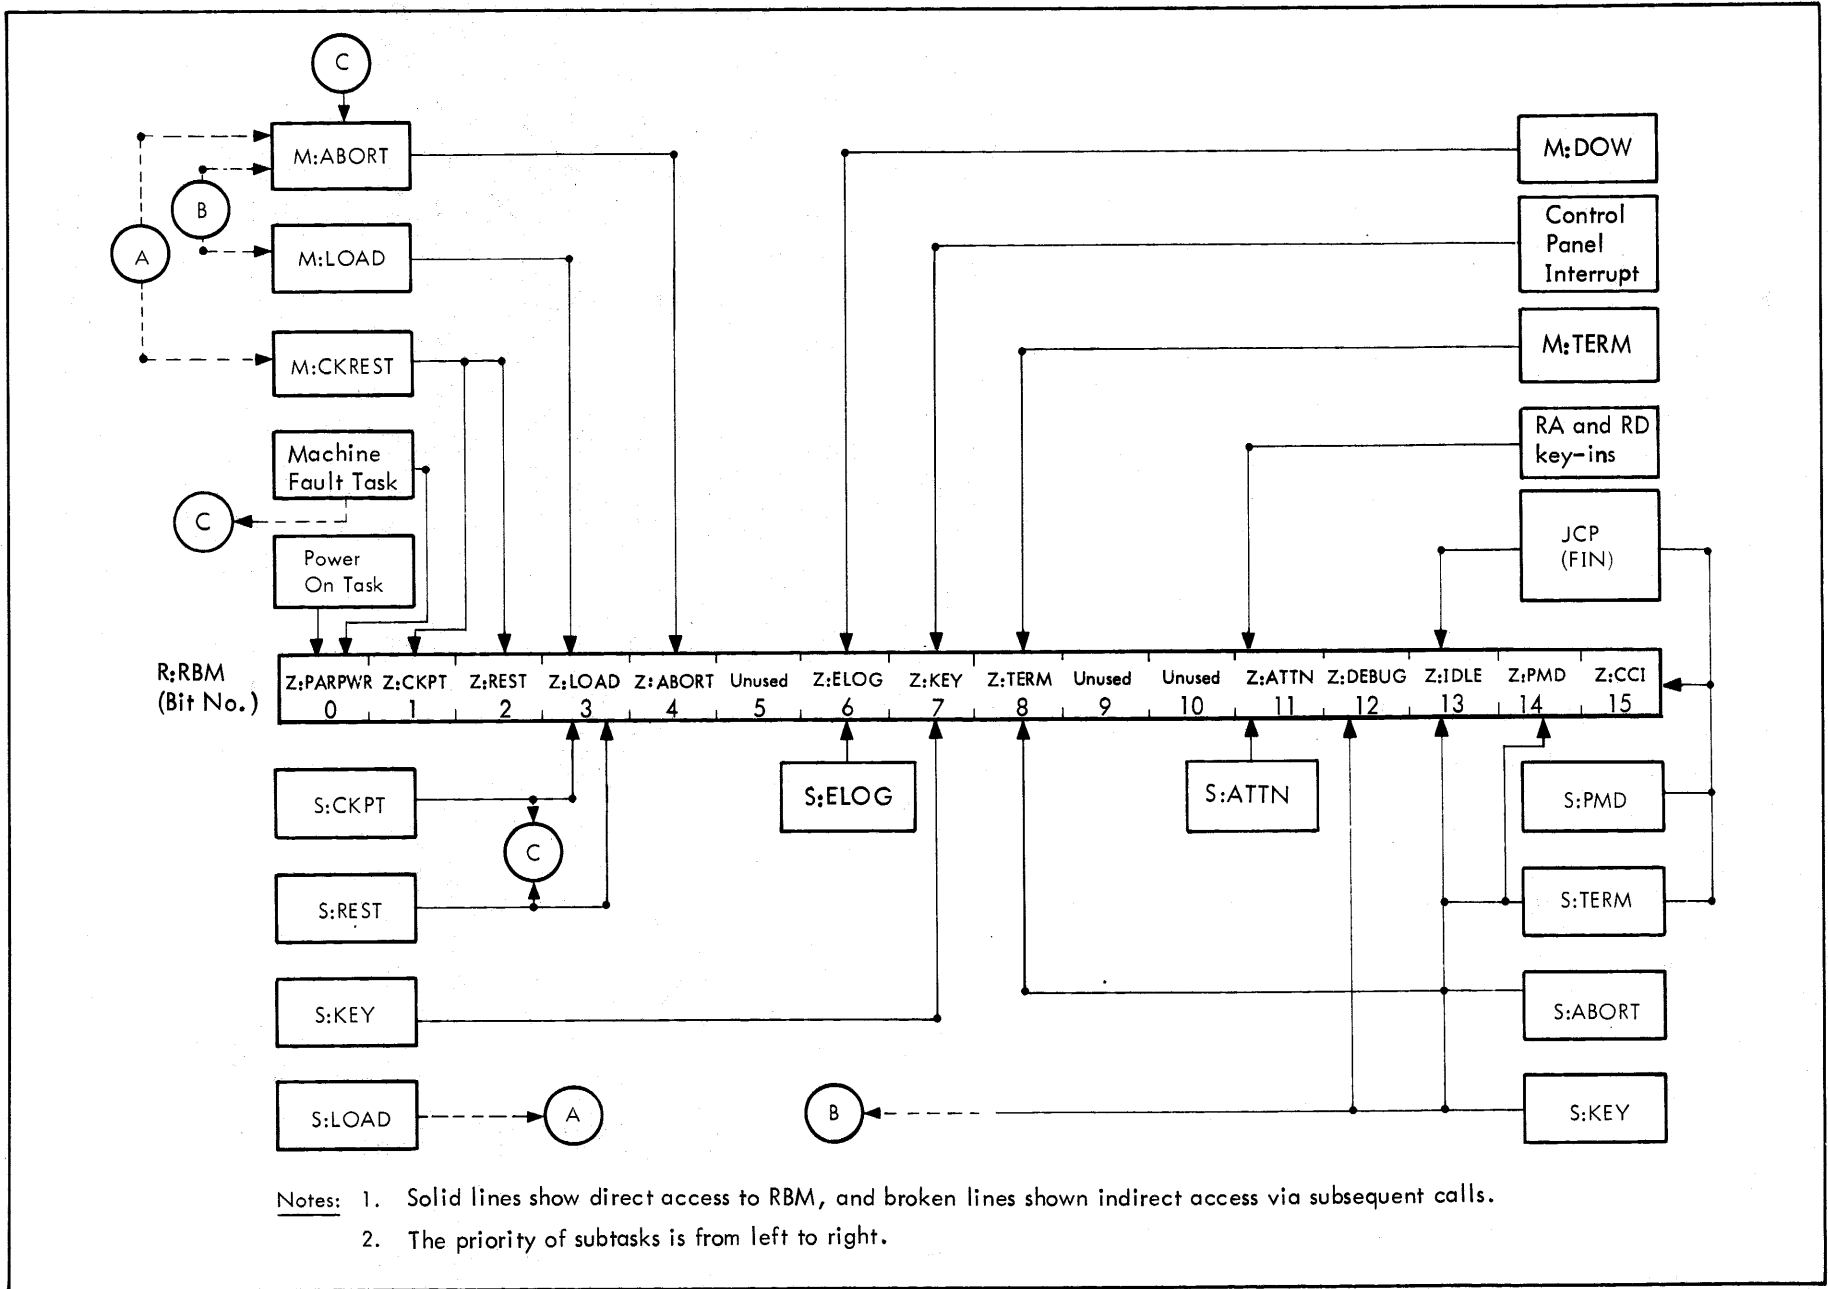 C
M:ABORT
B
A
M:LOAD
M:CKREST
Machine
Fault Task
C
Power
On Task
M:DOW
Control
Panel
Interrupt
M:TERM
RA and RD
key-ins
JCP
(FIN)
R:RBM
(Bit No.)
Z:PARPWR Z:CKPT Z:REST Z:LOAD Z:ABORT Unused Z:ELOG Z:KEY Z:TERM Unused Unused Z:ATTN Z:DEBUG Z:IDLE Z:PMD Z:CCI
0 1 2 3 4 5 6 7 8 9 10 11 12 13 14 15
S:CKPT
C
S:REST
S:KEY
S:LOAD
A
S:ELOG
S:ATTN
B
S:PMD
S:TERM
S:ABORT
S:KEY
Notes: 1. Solid lines show direct access to RBM, and broken lines shown indirect access via subsequent calls.
2. The priority of subtasks is from left to right.